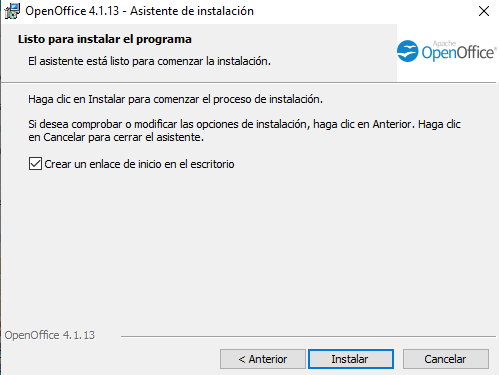 OpenOffice 4.1.13 - Asistente de instalación
Listo para instalar el programa
El asistente está listo para comenzar la instalación.
Apache
OpenOffice
Haga clic en Instalar para comenzar el proceso de instalación.
Si desea comprobar o modificar las opciones de instalación, haga clic en Anterior. Haga clic
en Cancelar para cerrar el asistente.
Crear un enlace de inicio en el escritorio
OpenOffice 4.1.13
< Anterior
Instalar
Cancelar